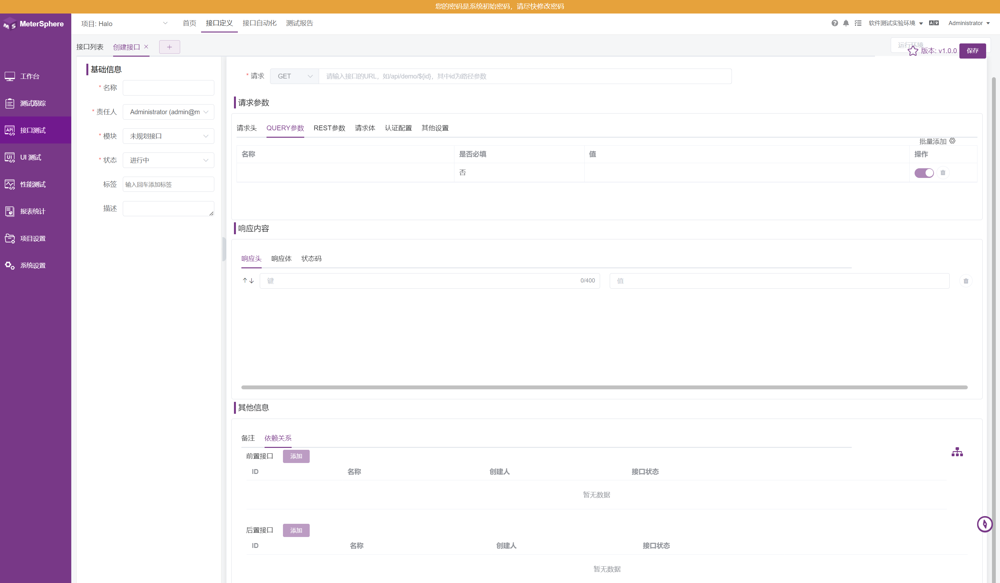 您的密码是系统初始密码，请尽快修改密码
MeterSphere
项目: Halo
首页 接口定义 接口自动化 测试报告
软件测试实验环境
Administrator
工作台
测试跟踪
接口测试
UI 测试
性能测试
报表统计
项目设置
系统设置
接口列表 创建接口 × +
运行环境
版本: v1.0.0
保存
基础信息
* 名称
* 责任人 Administrator (admin@m
* 模块 未规划接口
* 状态 进行中
标签 输入回车添加标签
描述
* 请求 GET 请输入接口的URL，如/api/demo/${id}，其中id为路径参数
请求参数
请求头 QUERY参数 REST参数 请求体 认证配置 其他设置
批量添加
名称 是否必填 值 操作
否
响应内容
响应头 响应体 状态码
↑↓ 键 0/400 值
其他信息
备注 依赖关系
前置接口 添加
ID 名称 创建人 接口状态
暂无数据
后置接口 添加
ID 名称 创建人 接口状态
暂无数据